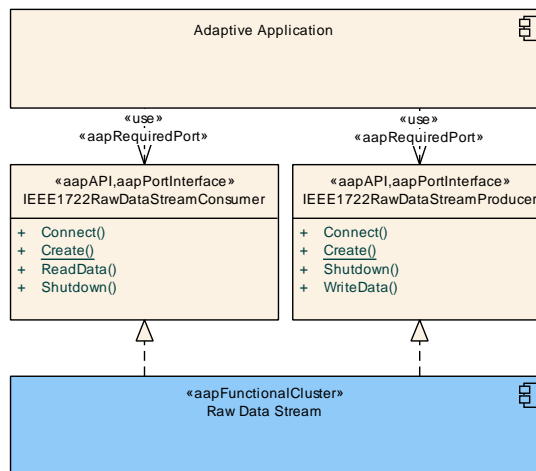 Adaptive Application
«use»
«aapRequiredPort»
«use»
«aapRequiredPort»
«aapAPI,aapPortInterface»
IEEE1722RawDataStreamConsumer
+ Connect()
+ Create()
+ ReadData()
+ Shutdown()
«aapAPI,aapPortInterface»
IEEE1722RawDataStreamProducer
+ Connect()
+ Create()
+ Shutdown()
+ WriteData()
«aapFunctionalCluster»
Raw Data Stream